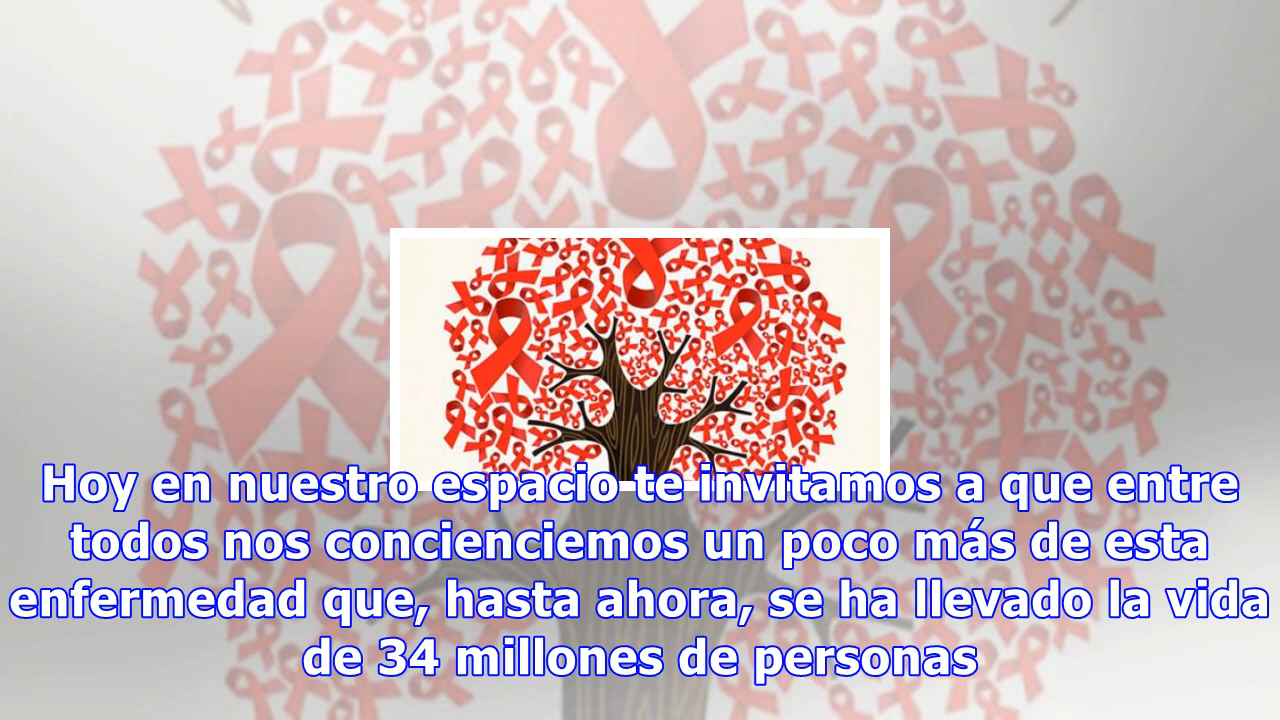 Hoy en nuestro espacio te invitamos a que entre
todos nos concienciemos un poco más de esta
enfermedad que, hasta ahora, se ha llevado la vida
de 34 millones de personas